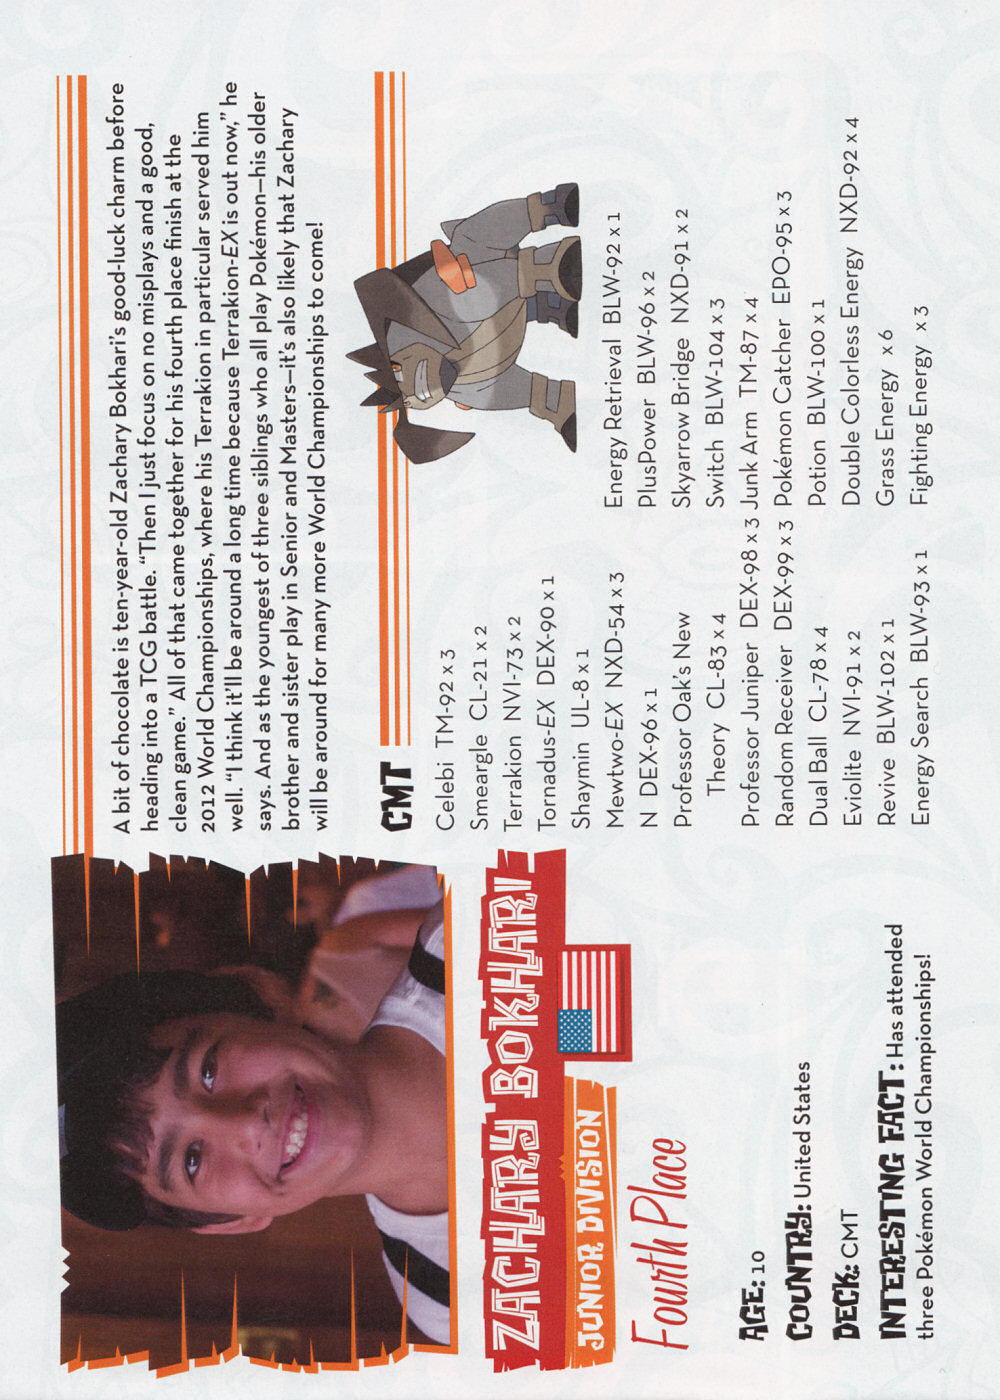 A bit of chocolate is ten-year-old Zachary Bokhari's good-luck charm before
heading into a TCG battle. “Then I just focus on no misplays and a good,
clean game.” All of that came together for his fourth place finish at the
2012 World Championships, where his Terrakion in particular served him
well. “I think it'll be around a long time because Terrakion-EX is out now,” he
says. And as the youngest of three siblings who all play Pokémon—his older
brother and sister play in Senior and Masters—it's also likely that Zachary
will be around for many more World Championships to come!
ZACHARY BOKHARI
JUNIOR DIVISION
Fourth Place
AGE: 10
COUNTRY: United States
DECK: CMT
INTERESTING FACT: Has attended
three Pokémon World Championships!
CMT
Celebi TM-92 x 3
Smeargle CL-21 x 2
Terrakion NVI-73 x 2
Tornadus-EX DEX-90 x 1
Shaymin UL-8 x 1
Mewtwo-EX NXD-54 x 3
N DEX-96 x 1
Professor Oak's New
Theory CL-83 x 4
Professor Juniper DEX-98 x 3
Random Receiver DEX-99 x 3
Dual Ball CL-78 x 4
Eviolite NVI-91 x 2
Revive BLW-102 x 1
Energy Search BLW-93 x 1
Energy Retrieval BLW-92 x 1
PlusPower BLW-96 x 2
Skyarrow Bridge NXD-91 x 2
Switch BLW-104 x 3
Junk Arm TM-87 x 4
Pokémon Catcher EPO-95 x 3
Potion BLW-100 x 1
Double Colorless Energy NXD-92 x 4
Grass Energy x 6
Fighting Energy x 3